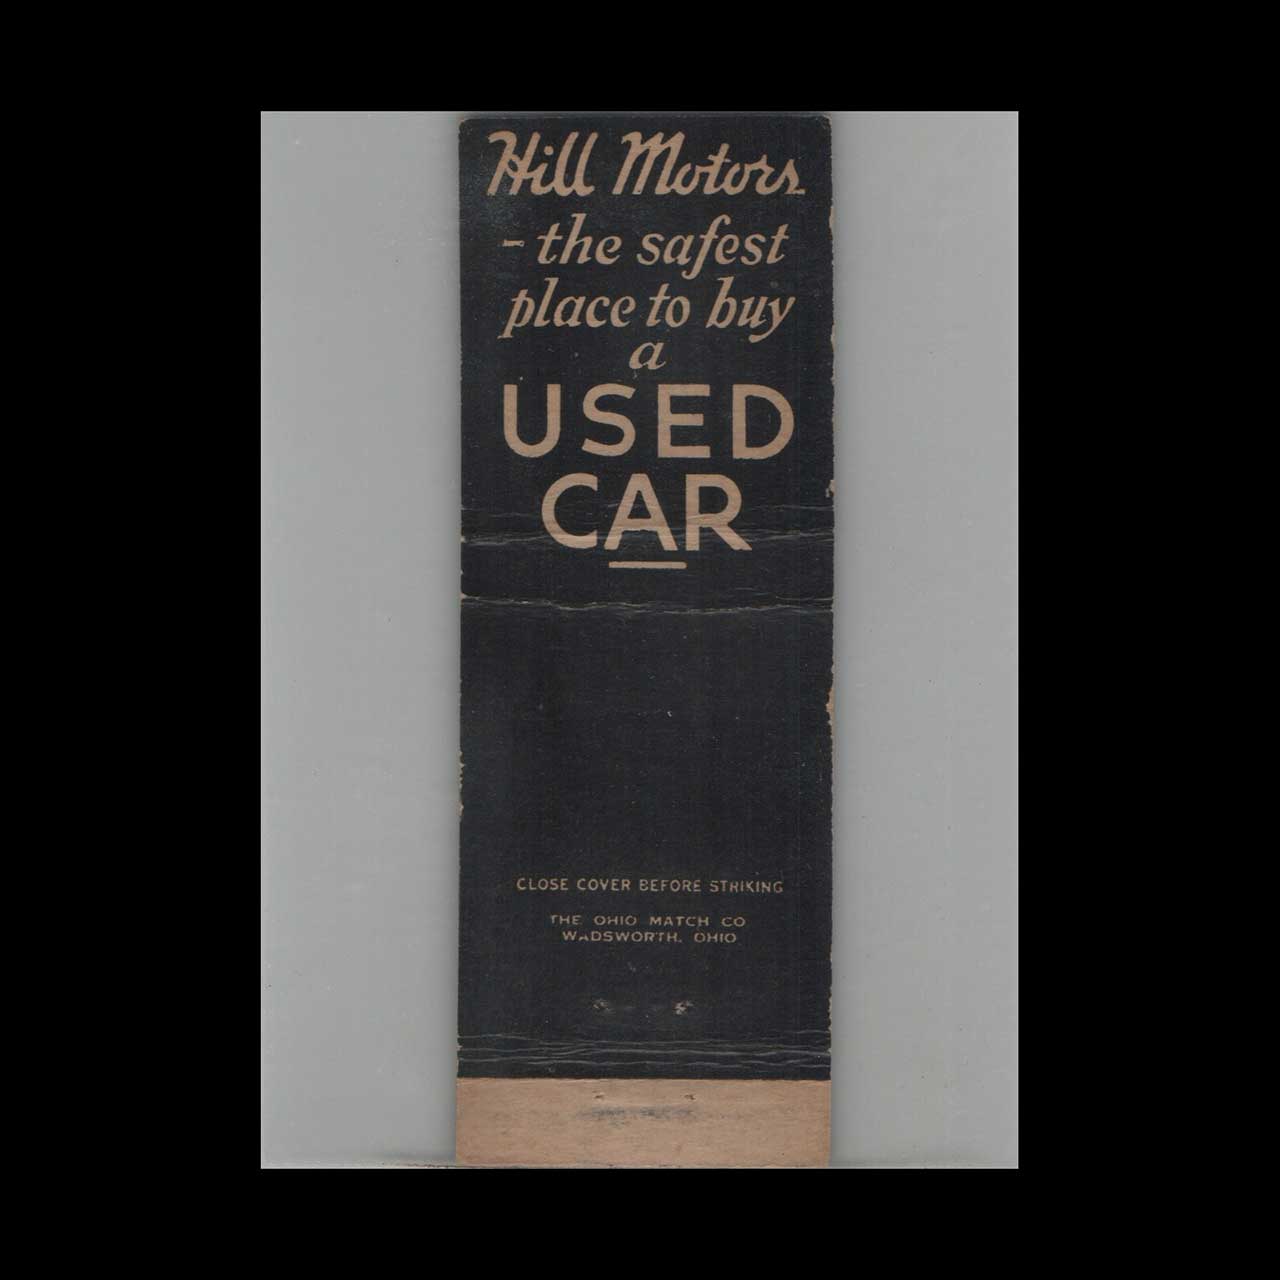 Hill Motors
- the safest
place to buy
a
USED
CAR
CLOSE COVER BEFORE STRIKING
THE OHIO MATCH CO
WADSWORTH, OHIO